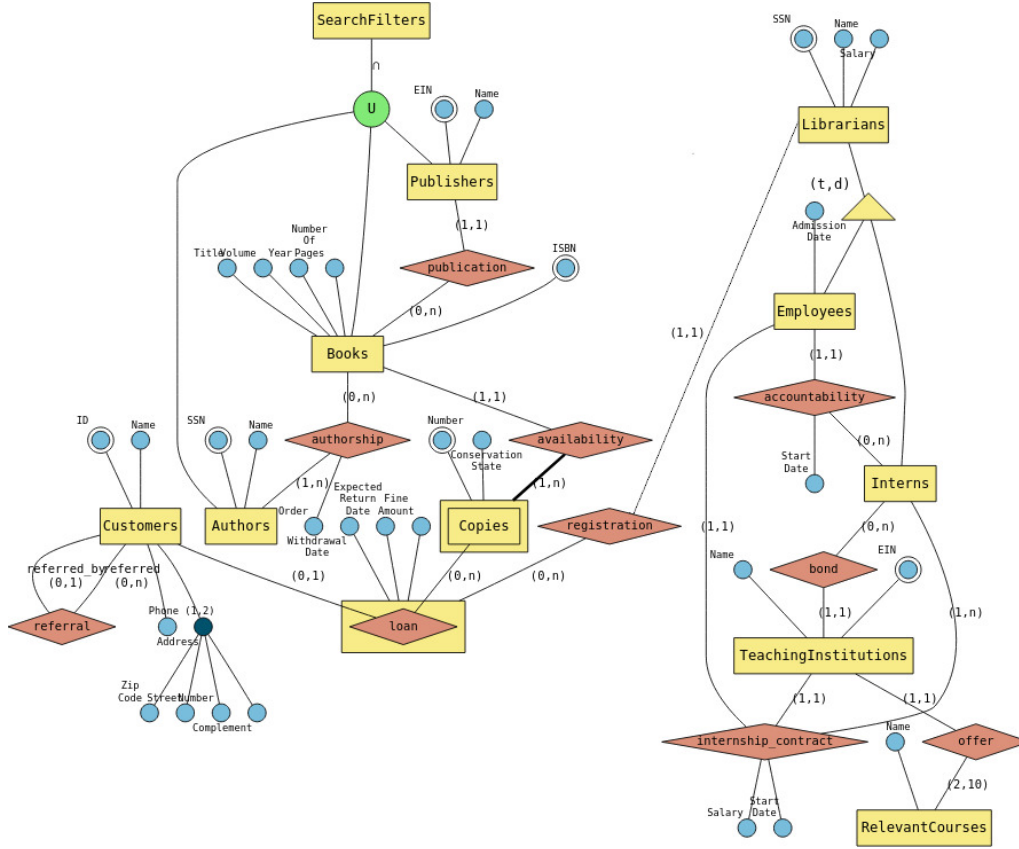 SearchFilters
∩
U
EIN
Name
Publishers
(1,1)
publication
(0,n)
Number
Of
Pages
Title
Volume
Year
ISBN
Books
(0,n)
(1,1)
authorship
availability
(1,n)
(1,n)
Order
SSN
Name
Authors
ID
Name
Customers
Number
Conservation
State
Copies
Expected
Return
Date
Fine
Amount
Withdrawal
Date
referred_by
(0,1)
referred
(0,n)
referral
(0,1)
(0,n)
(0,n)
loan
registration
(1,1)
Phone (1,2)
Address
Zip
Code
Street
Number
Complement
SSN
Name
Salary
Librarians
(t,d)
Admission
Date
Employees
(1,1)
accountability
(0,n)
Start
Date
Interns
(1,1)
(0,n)
bond
(1,1)
(1,n)
Name
EIN
TeachingInstitutions
(1,1)
(1,1)
internship_contract
offer
Salary
Start
Date
Name
(2,10)
RelevantCourses